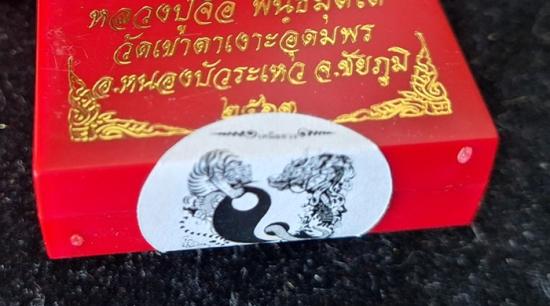 หลวงปู่จือ พันธมุตโต
วัดเขาตาเงาะอุดมพร
อ.หนองบัวระเหว จ.ชัยภูมิ
๒๕๖๓